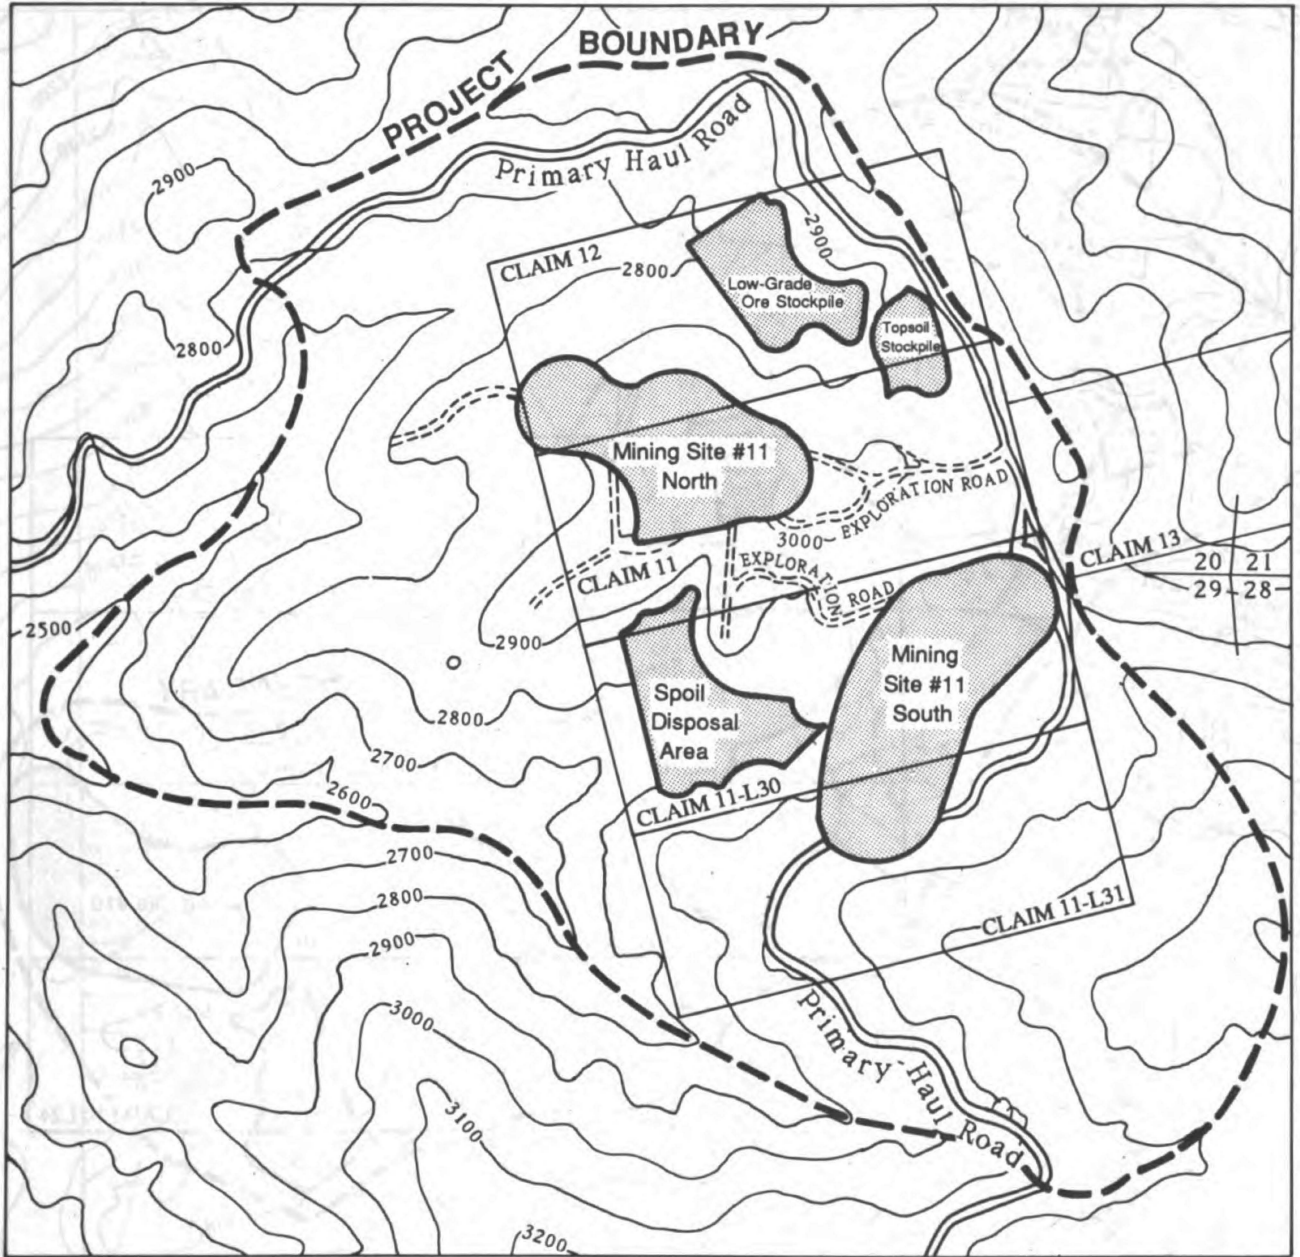 PROJECT BOUNDARY
Primary Haul Road
2900
CLAIM 12
2800
2900
Low-Grade
Ore Stockpile
Topsoil
Stockpile
2800
Mining Site #11
North
EXPLORATION ROAD
3000
CLAIM 11
EXPLORATION ROAD
CLAIM 13
20 21
29 28
2500
2900
Mining
Site #11
South
Spoil
Disposal
Area
2800
2700
2600
CLAIM 11-L30
2700
2800
CLAIM 11-L31
2900
3000
Primary Haul Road
3100
3200